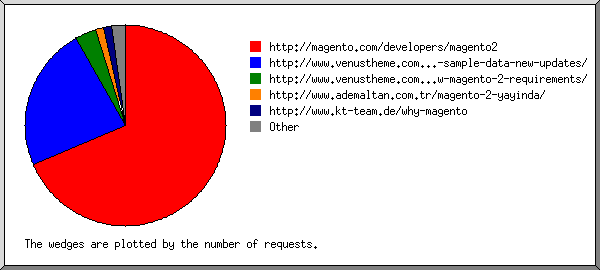 http://magento.com/developers/magento2
http://www.venustheme.com...-sample-data-new-updates/
http://www.venustheme.com...w-magento-2-requirements/
http://www.ademaltan.com.tr/magento-2-yayinda/
http://www.kt-team.de/why-magento
Other
The wedges are plotted by the number of requests.